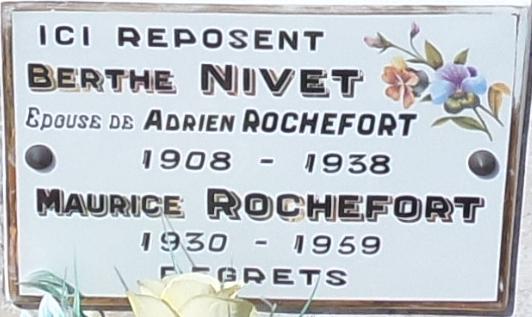 ICI REPOSENT
BERTHE NIVET
EPOUSE DE ADRIEN ROCHEFORT
1908 - 1938
MAURICE ROCHEFORT
1930 - 1959
REGRETS